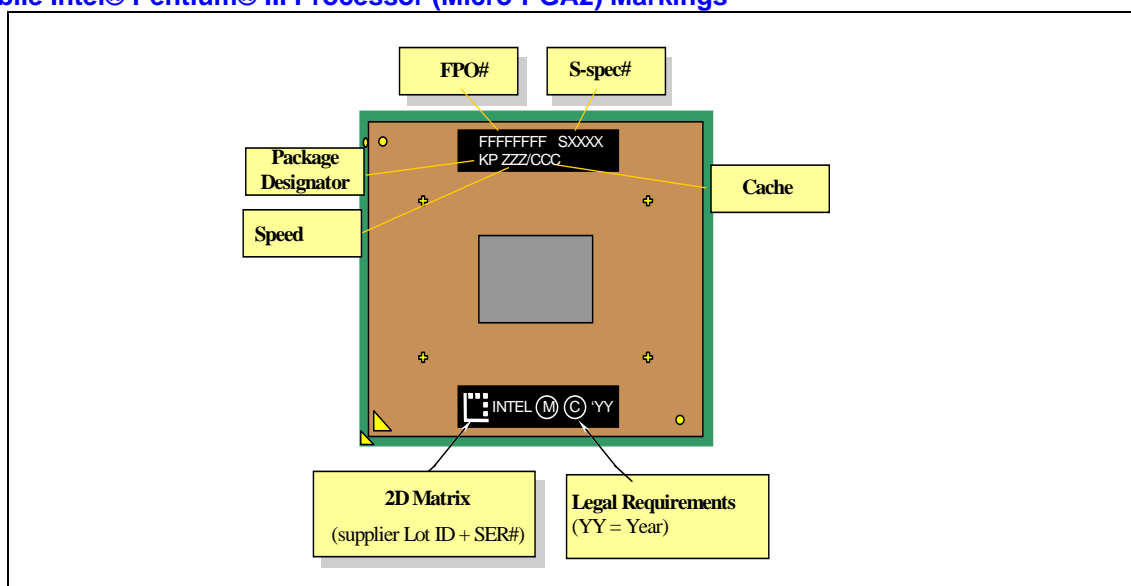 Intel® Pentium® III Processor (Micro-PGA2) Markings
FPO#
S-spec#
FFFFFFFF SXXXX
KP ZZZ/CCC
Package
Designator
Cache
Speed
INTEL M C 'YY
2D Matrix
(supplier Lot ID + SER#)
Legal Requirements
(YY = Year)